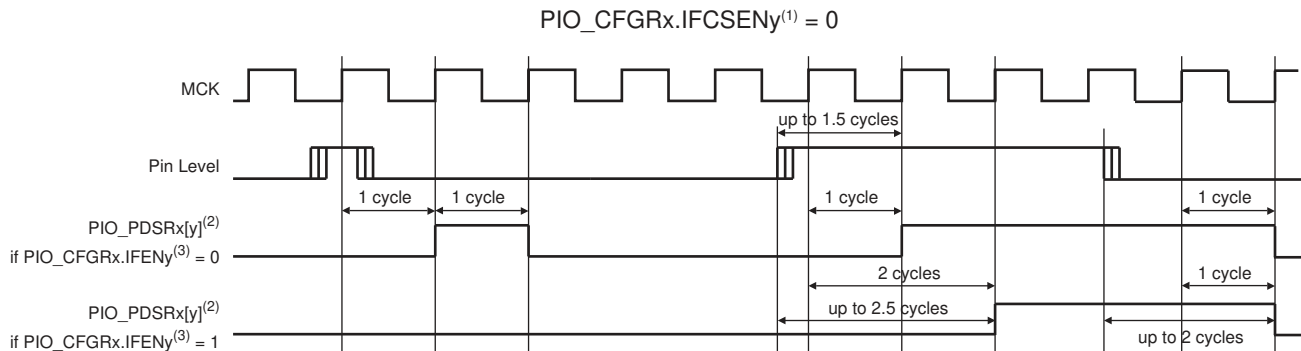 PIO_CFGRx.IFCSENy(1) = 0
MCK
up to 1.5 cycles
Pin Level
1 cycle
1 cycle
1 cycle
1 cycle
PIO_PDSRx[y](2)
if PIO_CFGRx.IFENy(3) = 0
2 cycles
1 cycle
PIO_PDSRx[y](2)
up to 2.5 cycles
up to 2 cycles
if PIO_CFGRx.IFENy(3) = 1